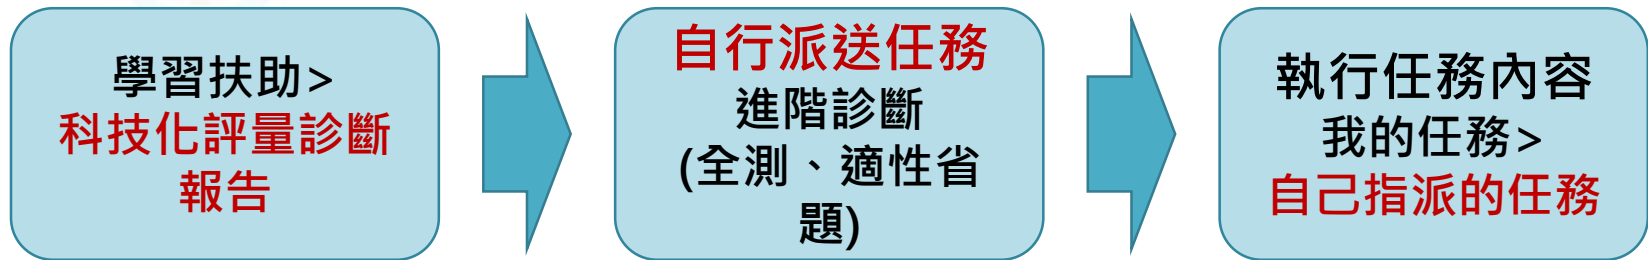 學習扶助>
科技化評量診斷
報告
自行派送任務
進階診斷
(全測、適性省
題)
執行任務內容
我的任務>
自己指派的任務